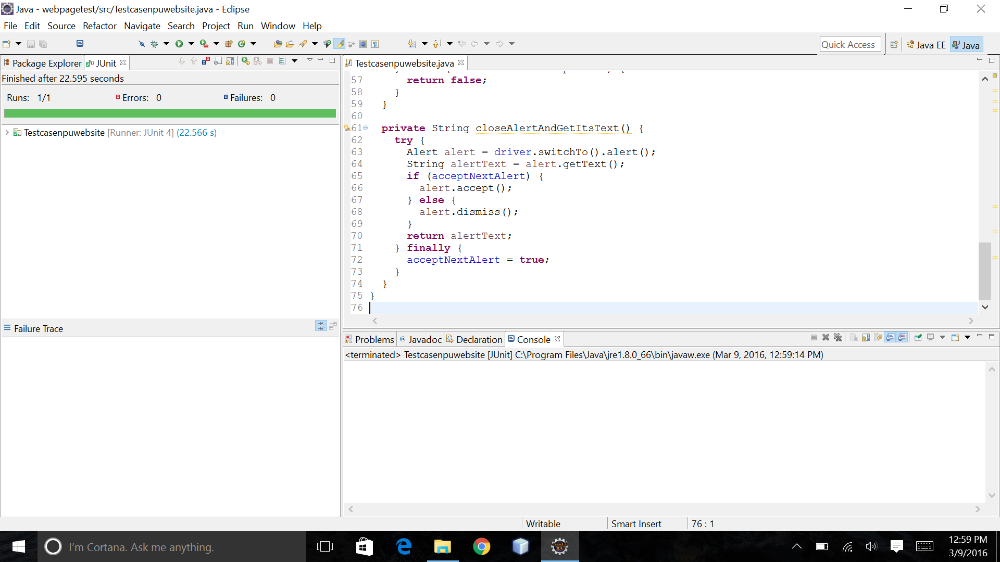 Java - webpagetest/src/Testcasenpuwebsite.java - Eclipse
File Edit Source Refactor Navigate Search Project Run Window Help
Quick Access Java EE Java
Package Explorer JUnit
Finished after 22.595 seconds
Runs: 1/1 Errors: 0 Failures: 0
Testcasenpuwebsite [Runner: JUnit 4] (22.566 s)
Failure Trace
Testcasenpuwebsite.java
57 return false;
58 }
59 }
60
61 private String closeAlertAndGetItsText() {
62 try {
63 Alert alert = driver.switchTo().alert();
64 String alertText = alert.getText();
65 if (acceptNextAlert) {
66 alert.accept();
67 } else {
68 alert.dismiss();
69 }
70 return alertText;
71 } finally {
72 acceptNextAlert = true;
73 }
74 }
75 }
76
Problems @ Javadoc Declaration Console
<terminated> Testcasenpuwebsite [JUnit] C:\Program Files\Java\jre1.8.0_66\bin\javaw.exe (Mar 9, 2016, 12:59:14 PM)
Writable Smart Insert 76 : 1
I'm Cortana. Ask me anything.
Java EE
IDE
12:59 PM
3/9/2016